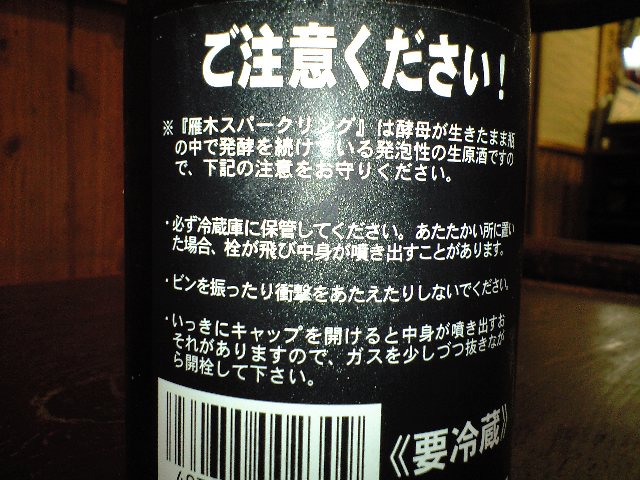 ご注意ください!
※『雁木スパークリング』は酵母が生きたまま瓶
の中で発酵を続けている発泡性の生原酒ですの
で、下記の注意をお守りください。
・必ず冷蔵庫に保管してください。あたたかい所に置い
た場合、栓が飛び中身が噴き出すことがあります。
・ビンを振ったり衝撃をあたえたりしないでください。
・いっきにキャップを開けると中身が噴き出すお
それがありますので、ガスを少しづつ抜きなが
ら開栓して下さい。
《要冷蔵》